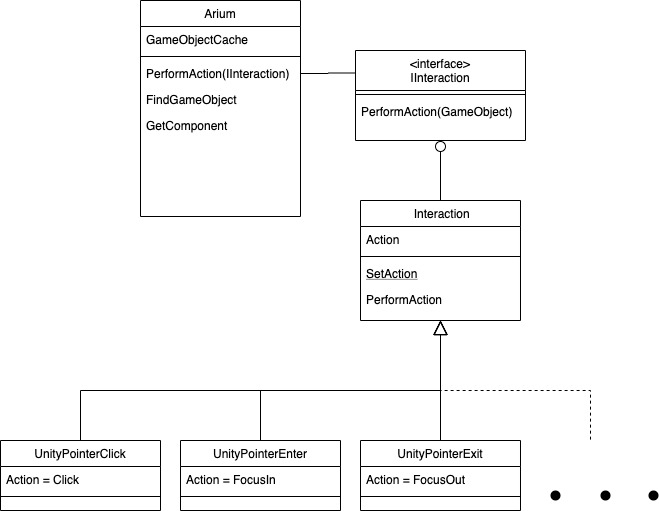 Arium
GameObjectCache
PerformAction(IInteraction)
FindGameObject
GetComponent
<interface>
IInteraction
PerformAction(GameObject)
Interaction
Action
SetAction
PerformAction
UnityPointerClick
Action = Click
UnityPointerEnter
Action = FocusIn
UnityPointerExit
Action = FocusOut